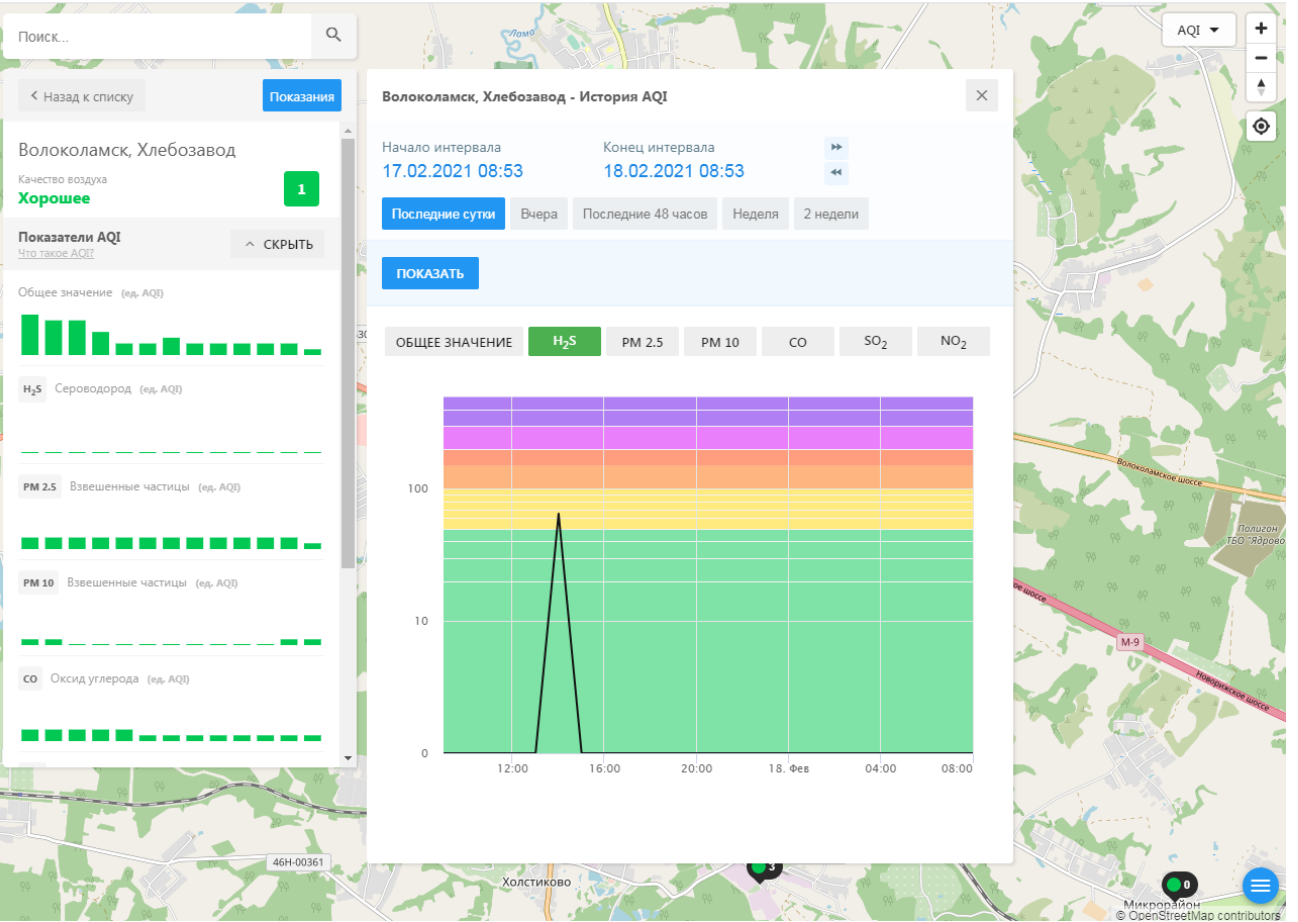 Поиск...
Лама
AQI
+
−
Назад к списку
Показания
Волоколамск, Хлебозавод
Качество воздуха
Хорошее
1
Показатели AQI
Что такое AQI?
СКРЫТЬ
Общее значение (ед. AQI)
H₂S Сероводород (ед. AQI)
PM 2.5 Взвешенные частицы (ед. AQI)
PM 10 Взвешенные частицы (ед. AQI)
CO Оксид углерода (ед. AQI)
Волоколамск, Хлебозавод - История AQI
Начало интервала
17.02.2021 08:53
Конец интервала
18.02.2021 08:53
Последние сутки
Вчера
Последние 48 часов
Неделя
2 недели
ПОКАЗАТЬ
ОБЩЕЕ ЗНАЧЕНИЕ
H₂S
PM 2.5
PM 10
CO
SO₂
NO₂
100
10
0
12:00
16:00
20:00
18. Фев
04:00
08:00
Волоколамское шоссе
Полигон
ТБО "Ядрово
М-9
Новорижское шоссе
46Н-00361
Холстиково
3
0
Микрорайон
© OpenStreetMap contributors